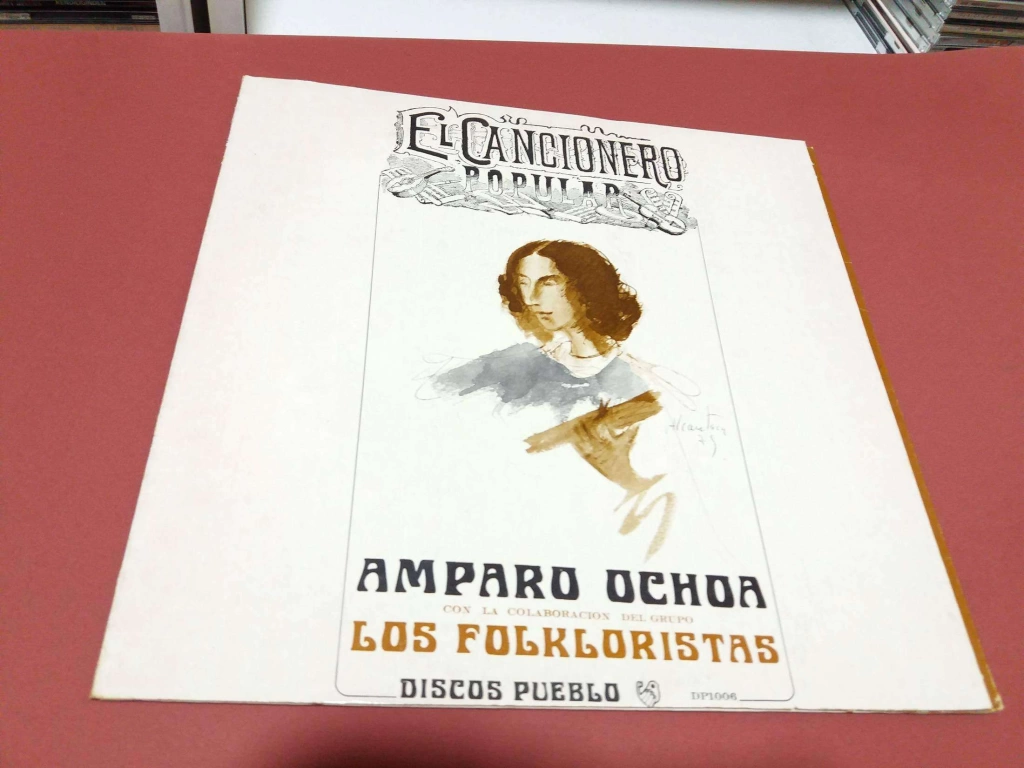 EL CANCIONERO
POPULAR
AMPARO OCHOA
CON LA COLABORACION DEL GRUPO
LOS FOLKLORISTAS
DISCOS PUEBLO DP1006